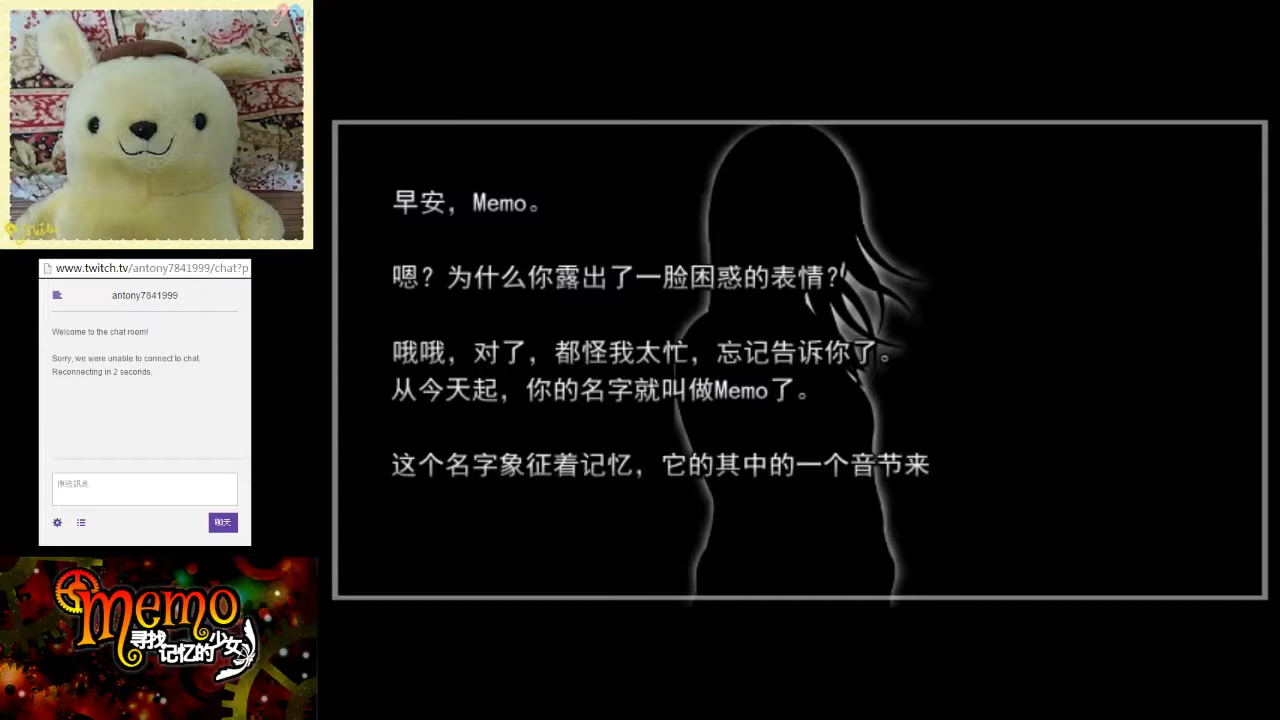 www.twitch.tv/antony7841999/chat?p
antony7841999
Welcome to the chat room!
Sorry, we were unable to connect to chat.
Reconnecting in 2 seconds.
傳送訊息
聊天
memo
寻找
记忆的少女
早安，Memo。
嗯？为什么你露出了一脸困惑的表情？
哦哦，对了，都怪我太忙，忘记告诉你了。
从今天起，你的名字就叫做Memo了。
这个名字象征着记忆，它的其中的一个音节来